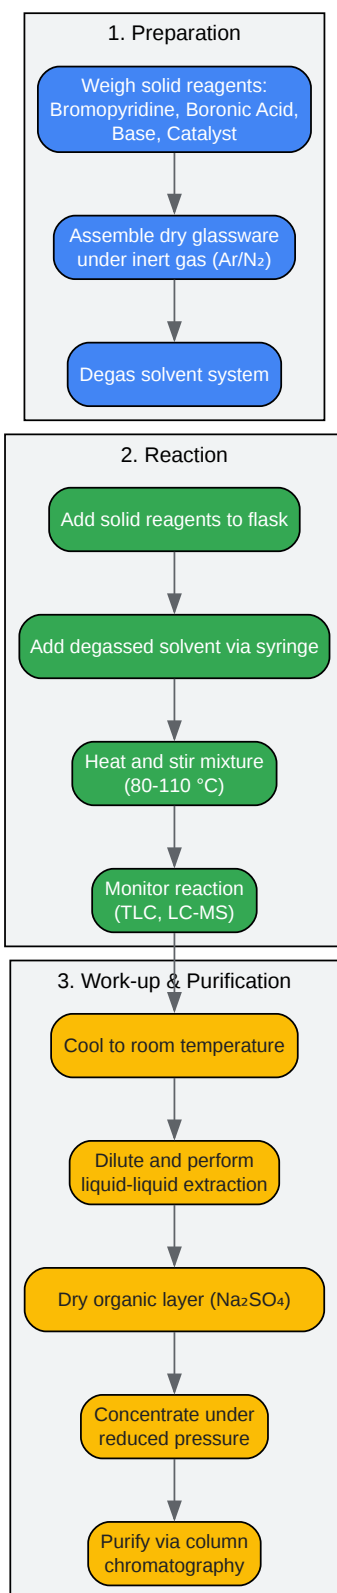 1. Preparation
Weigh solid reagents:
Bromopyridine, Boronic Acid,
Base, Catalyst
Assemble dry glassware
under inert gas (Ar/N₂)
Degas solvent system
2. Reaction
Add solid reagents to flask
Add degassed solvent via syringe
Heat and stir mixture
(80-110 °C)
Monitor reaction
(TLC, LC-MS)
3. Work-up & Purification
Cool to room temperature
Dilute and perform
liquid-liquid extraction
Dry organic layer (Na₂SO₄)
Concentrate under
reduced pressure
Purify via column
chromatography